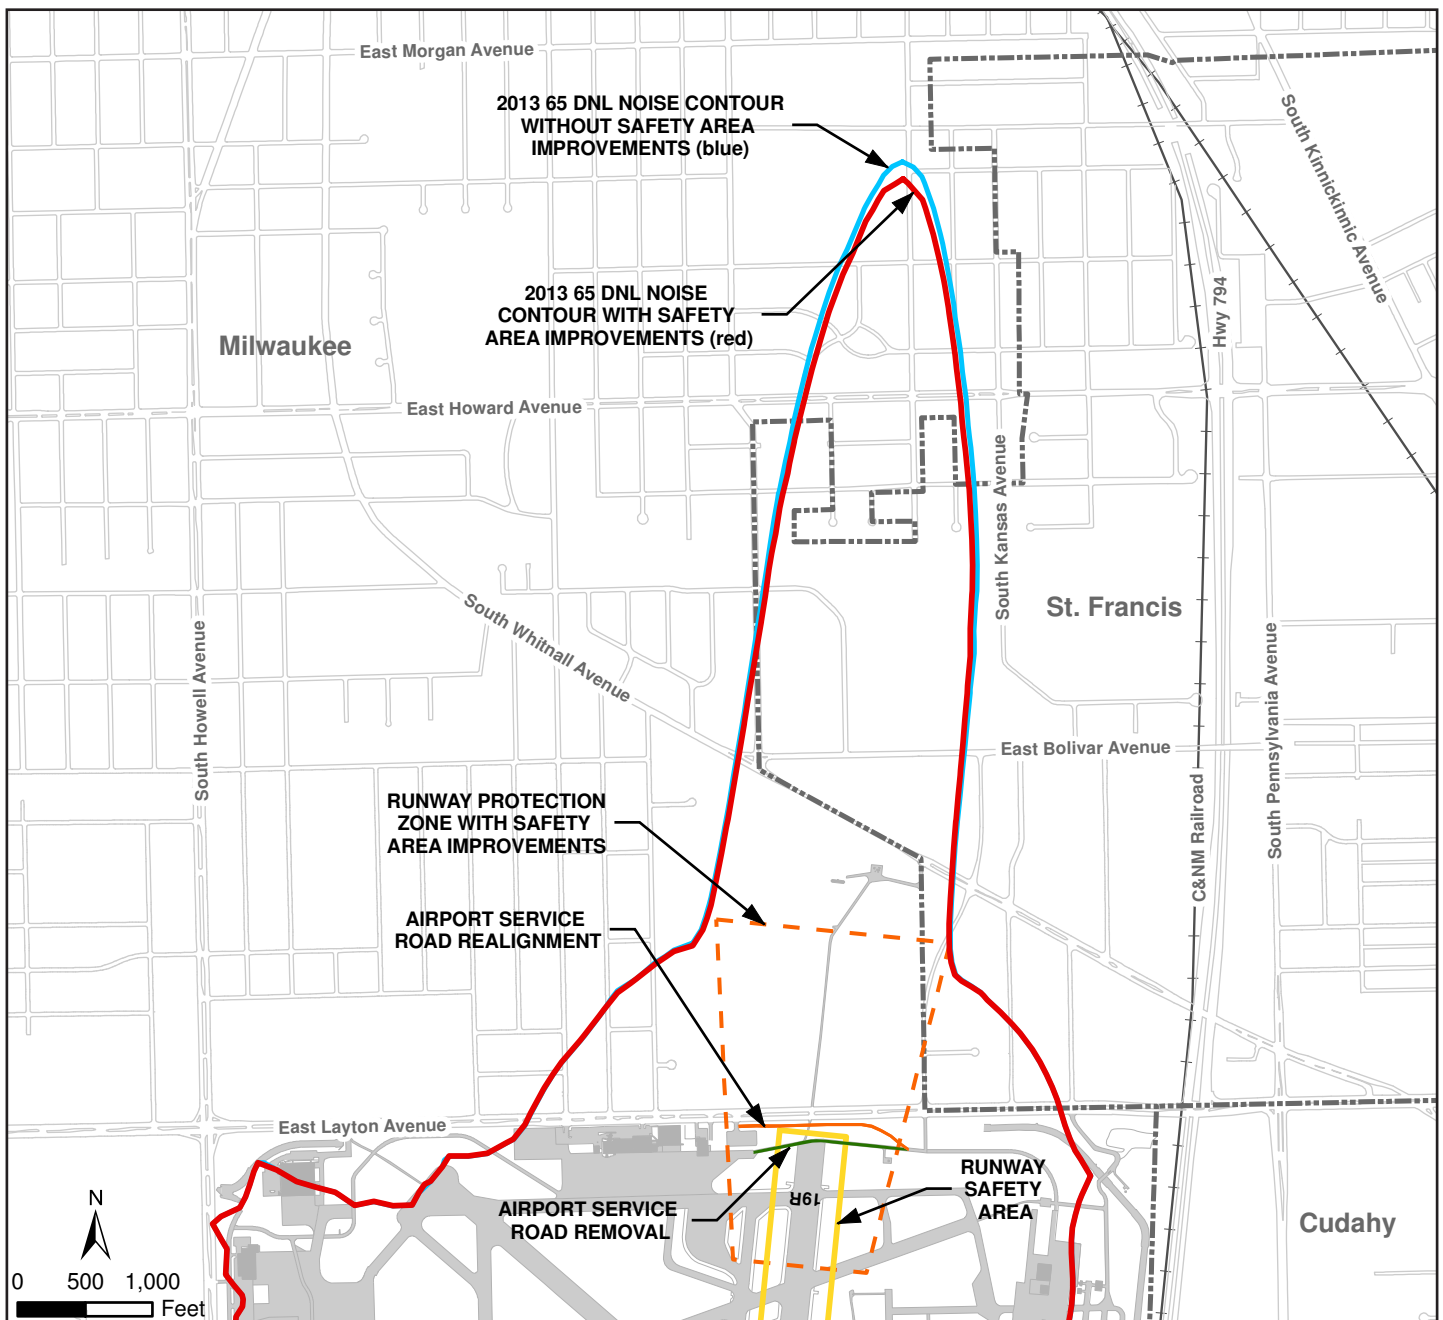 East Morgan Avenue
2013 65 DNL NOISE CONTOUR
WITHOUT SAFETY AREA
IMPROVEMENTS (blue)
South Kinnickinnic Avenue
2013 65 DNL NOISE
CONTOUR WITH SAFETY
AREA IMPROVEMENTS (red)
Milwaukee
Hwy 794
East Howard Avenue
South Kansas Avenue
St. Francis
South Whitnall Avenue
South Howell Avenue
South Pennsylvania Avenue
East Bolivar Avenue
C&NM Railroad
RUNWAY PROTECTION
ZONE WITH SAFETY
AREA IMPROVEMENTS
AIRPORT SERVICE
ROAD REALIGNMENT
East Layton Avenue
RUNWAY
SAFETY
AREA
19R
AIRPORT SERVICE
ROAD REMOVAL
Cudahy
N
0 500 1,000
Feet